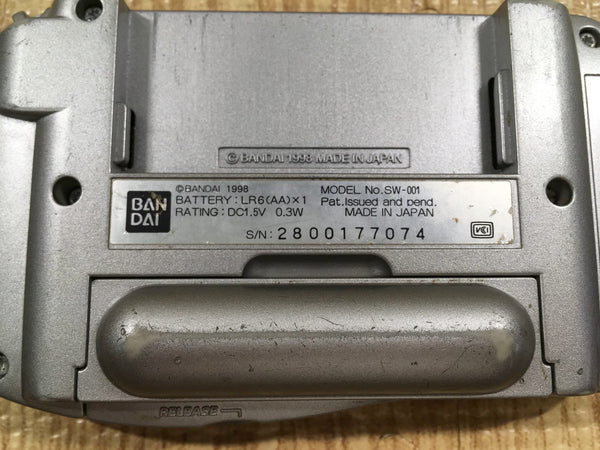 © BANDAI 1998 MADE IN JAPAN
BAN
DAI
©BANDAI 1998
BATTERY : LR6(AA)×1
RATING : DC1.5V 0.3W
MODEL No.SW-001
Pat.Issued and pend.
MADE IN JAPAN
S/N: 2800177074
VCI
RELEASE